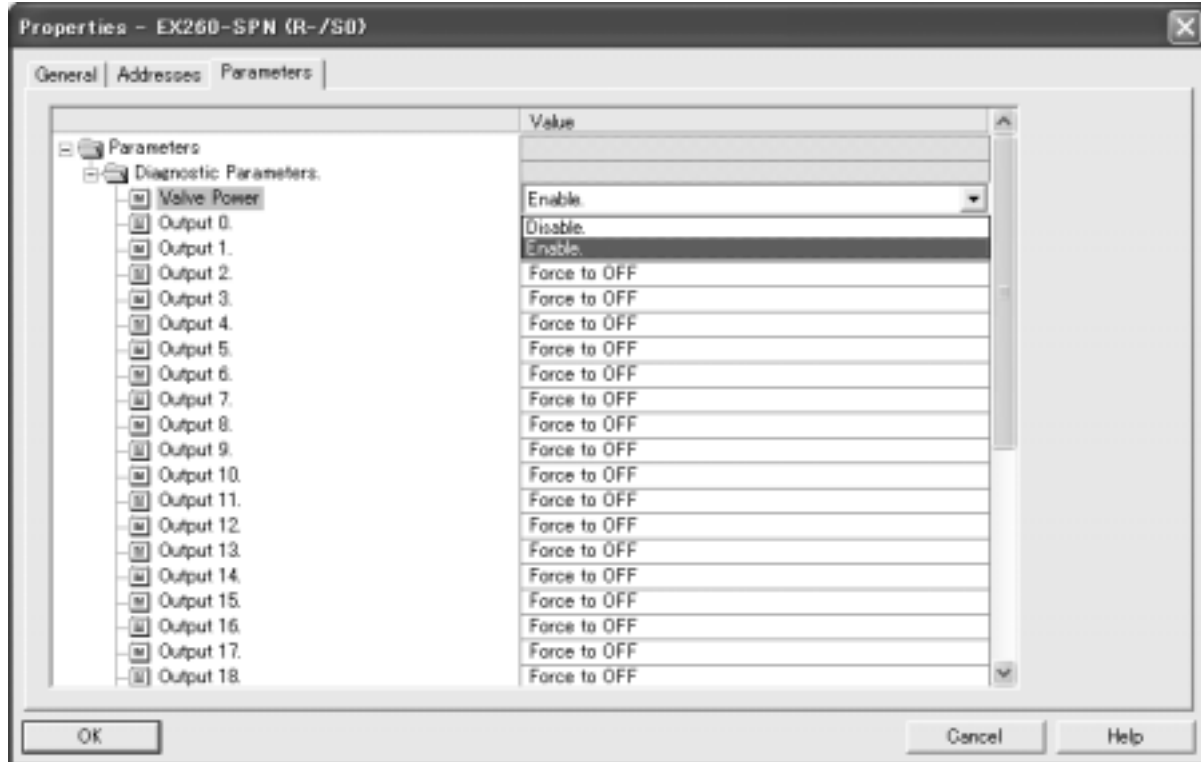 Properties - EX260-SPN (R-/S0)
General Addresses Parameters
Value
Parameters
Diagnostic Parameters.
Valve Power Enable.
Output 0. Disable.
Output 1. Enable.
Output 2. Force to OFF
Output 3. Force to OFF
Output 4. Force to OFF
Output 5. Force to OFF
Output 6. Force to OFF
Output 7. Force to OFF
Output 8. Force to OFF
Output 9. Force to OFF
Output 10. Force to OFF
Output 11. Force to OFF
Output 12. Force to OFF
Output 13. Force to OFF
Output 14. Force to OFF
Output 15. Force to OFF
Output 16. Force to OFF
Output 17. Force to OFF
Output 18. Force to OFF
OK Cancel Help